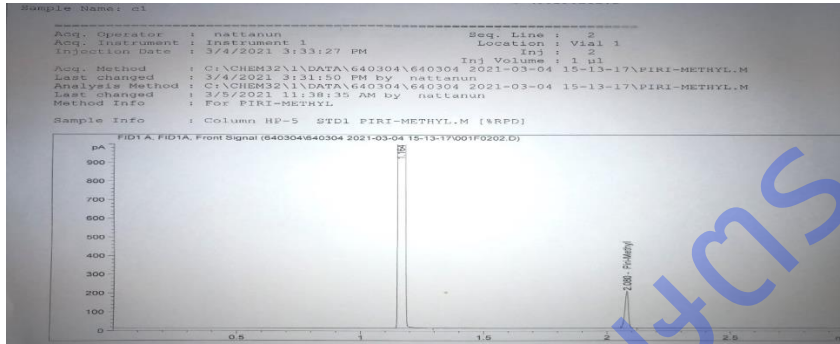 Sample Name: c1
Acq. Operator : nattanun Seq. Line : 2
Acq. Instrument : Instrument 1 Location : Vial 1
Injection Date : 3/4/2021 3:33:27 PM Inj : 2
Inj Volume : 1 µl
Acq. Method : C:\CHEM32\1\DATA\640304\640304 2021-03-04 15-13-17\PIRI-METHYL.M
Last changed : 3/4/2021 3:31:50 PM by nattanun
Analysis Method : C:\CHEM32\1\DATA\640304\640304 2021-03-04 15-13-17\PIRI-METHYL.M
Last changed : 3/5/2021 11:38:35 AM by nattanun
Method Info : For PIRI-METHYL
Sample Info : Column HP-5 STD1 PIRI-METHYL.M [%RPD]
FID1 A, FID1A, Front Signal (640304\640304 2021-03-04 15-13-17\001F0202.D)
pA
900
800
700
600
500
400
300
200
100
0
1.164
2.080 - Piri-Methyl
0.5 1 1.5 2 2.5